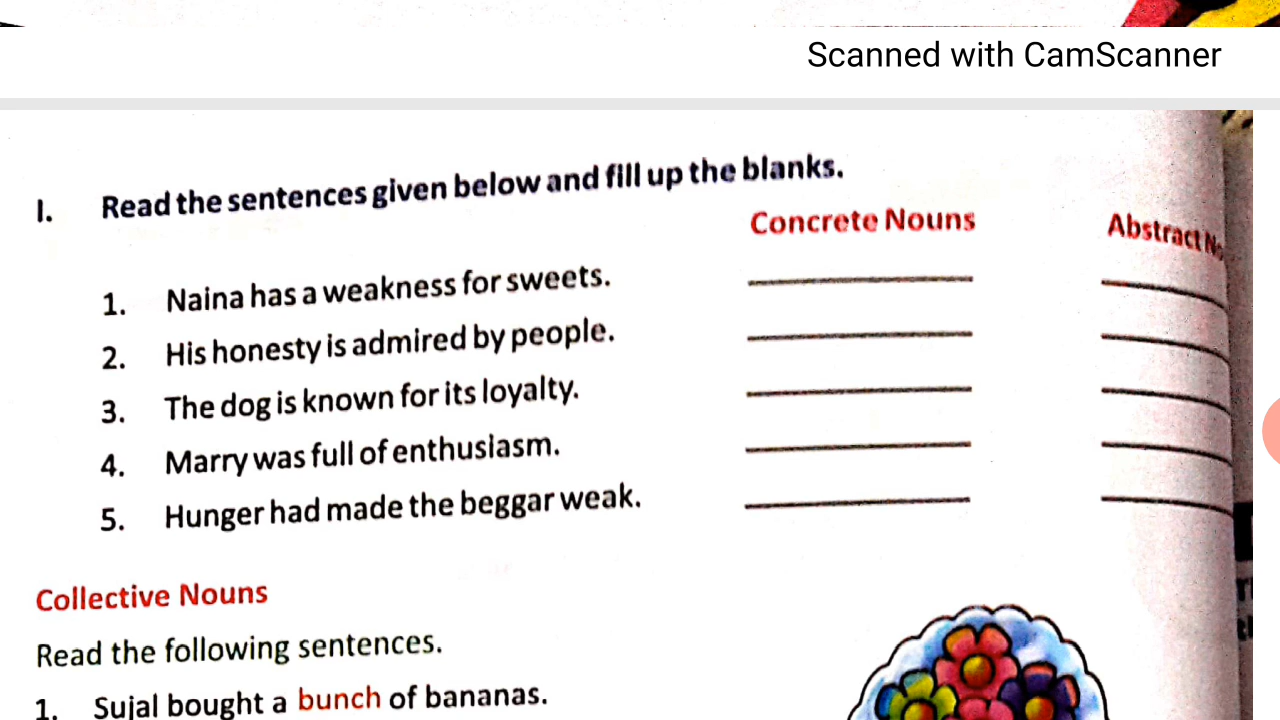 Scanned with CamScanner
I. Read the sentences given below and fill up the blanks.
Concrete Nouns Abstract
1. Naina has a weakness for sweets.
2. His honesty is admired by people.
3. The dog is known for its loyalty.
4. Marry was full of enthusiasm.
5. Hunger had made the beggar weak.
Collective Nouns
Read the following sentences.
1. Sujal bought a bunch of bananas.